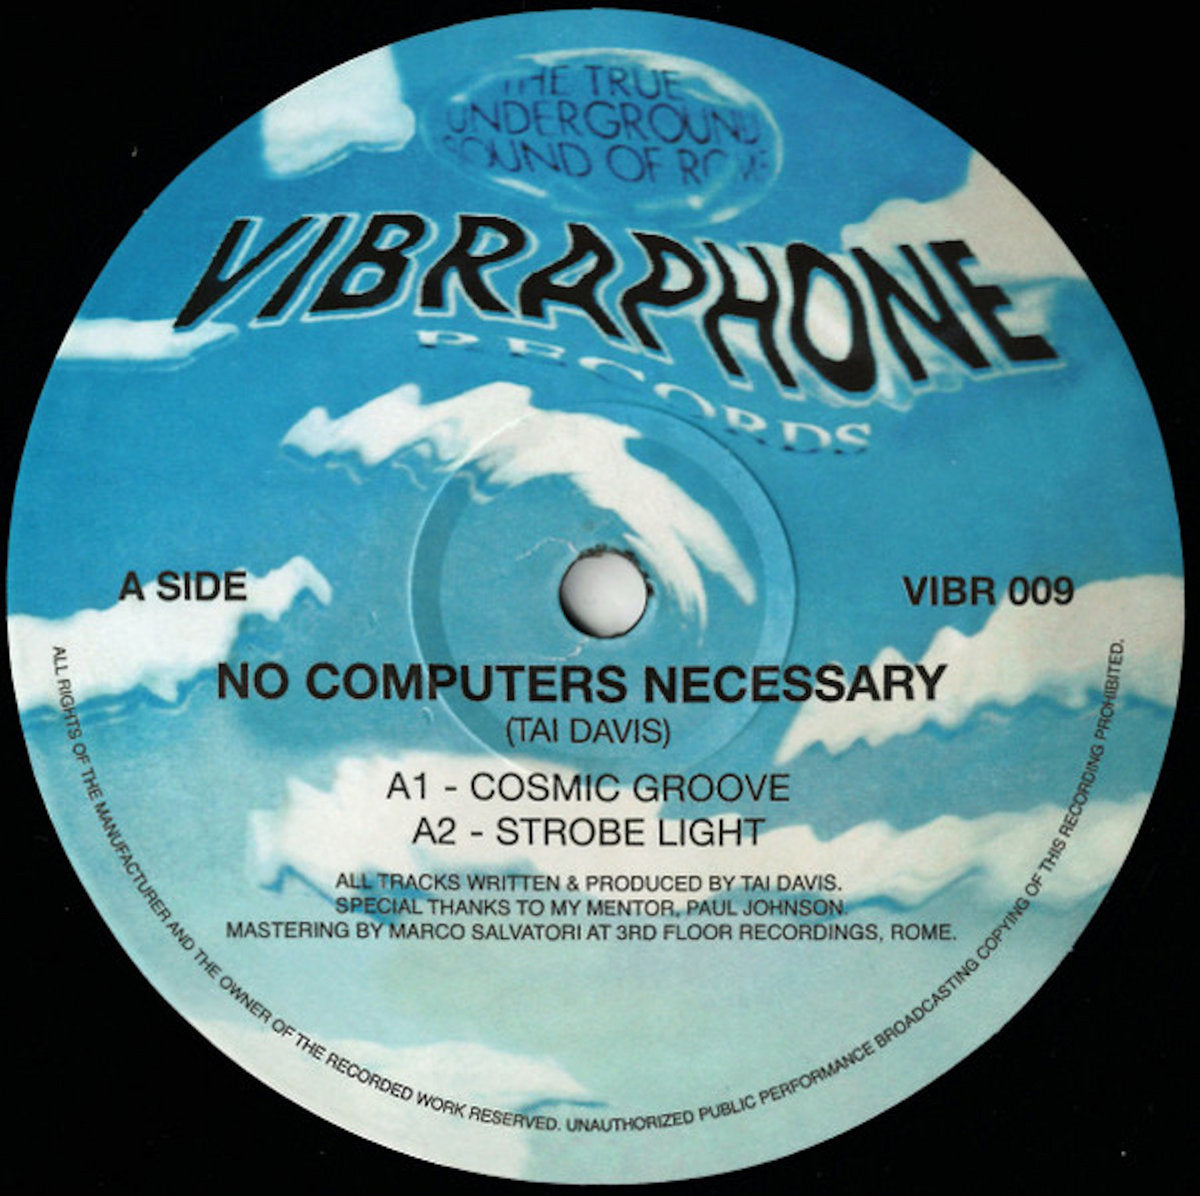 THE TRUE
UNDERGROUND
SOUND OF ROME
VIBRAPHONE
RECORDS
A SIDE
VIBR 009
NO COMPUTERS NECESSARY
(TAI DAVIS)
A1 - COSMIC GROOVE
A2 - STROBE LIGHT
ALL TRACKS WRITTEN & PRODUCED BY TAI DAVIS.
SPECIAL THANKS TO MY MENTOR, PAUL JOHNSON.
MASTERING BY MARCO SALVATORI AT 3RD FLOOR RECORDINGS, ROME.
ALL RIGHTS OF THE MANUFACTURER AND THE OWNER OF THE RECORDED WORK RESERVED. UNAUTHORIZED PUBLIC PERFORMANCE BROADCASTING COPYING OF THIS RECORDING PROHIBITED.